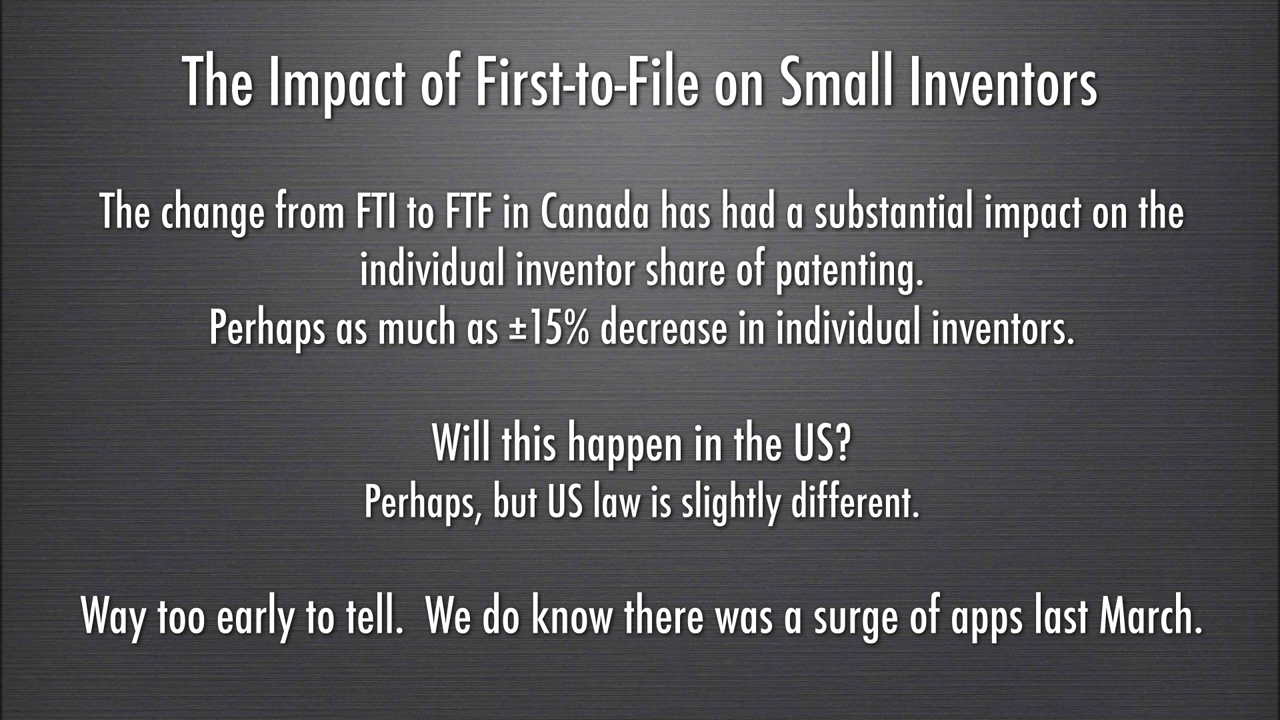 The Impact of First-to-File on Small Inventors
The change from FTI to FTF in Canada has had a substantial impact on the
individual inventor share of patenting.
Perhaps as much as ±15% decrease in individual inventors.
Will this happen in the US?
Perhaps, but US law is slightly different.
Way too early to tell.  We do know there was a surge of apps last March.